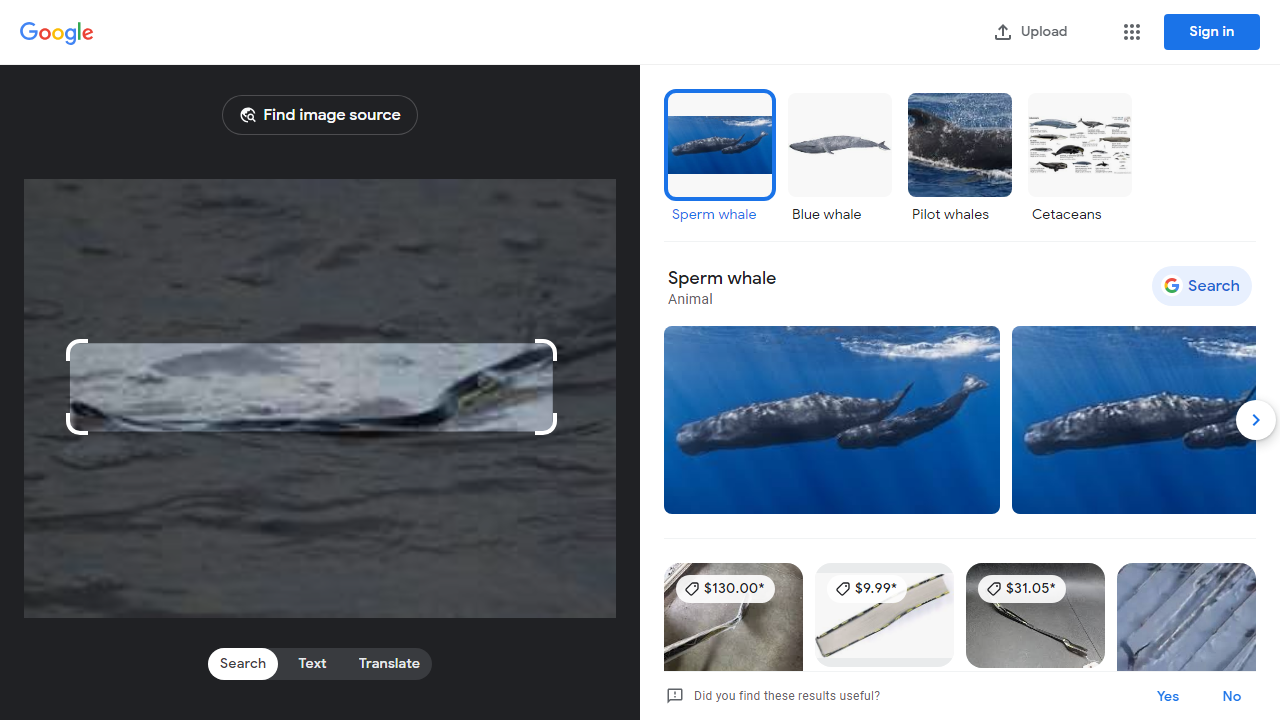 Google
Upload
Sign in
Find image source
Sperm whale
Blue whale
Pilot whales
Cetaceans
Sperm whale
Animal
Search
$130.00*
$9.99*
$31.05*
Search
Text
Translate
Did you find these results useful?
Yes
No